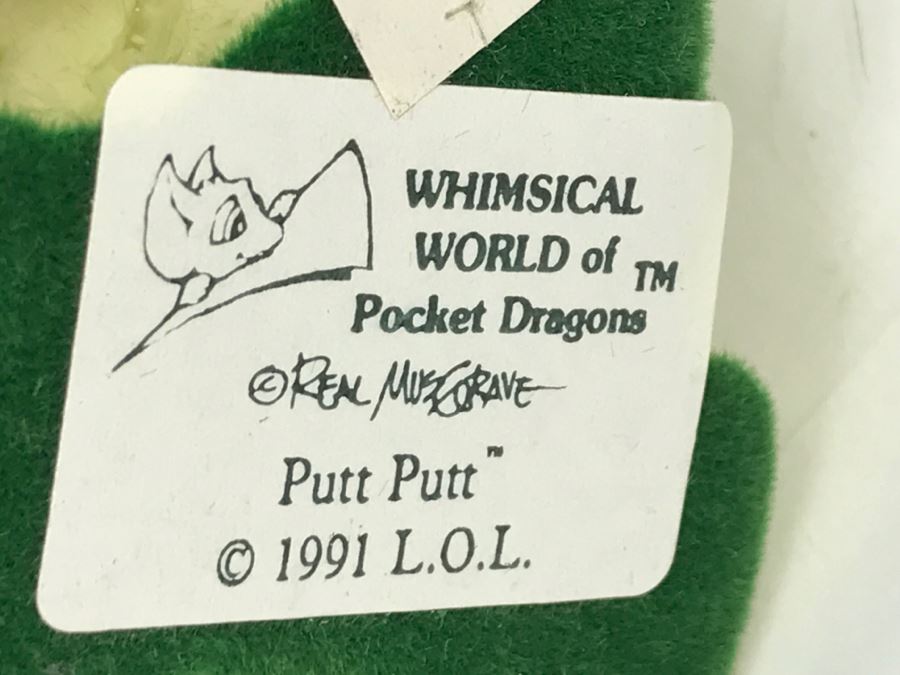 WHIMSICAL
WORLD of TM
Pocket Dragons
© REAL MUSGRAVE
Putt Putt™
© 1991 L.O.L.